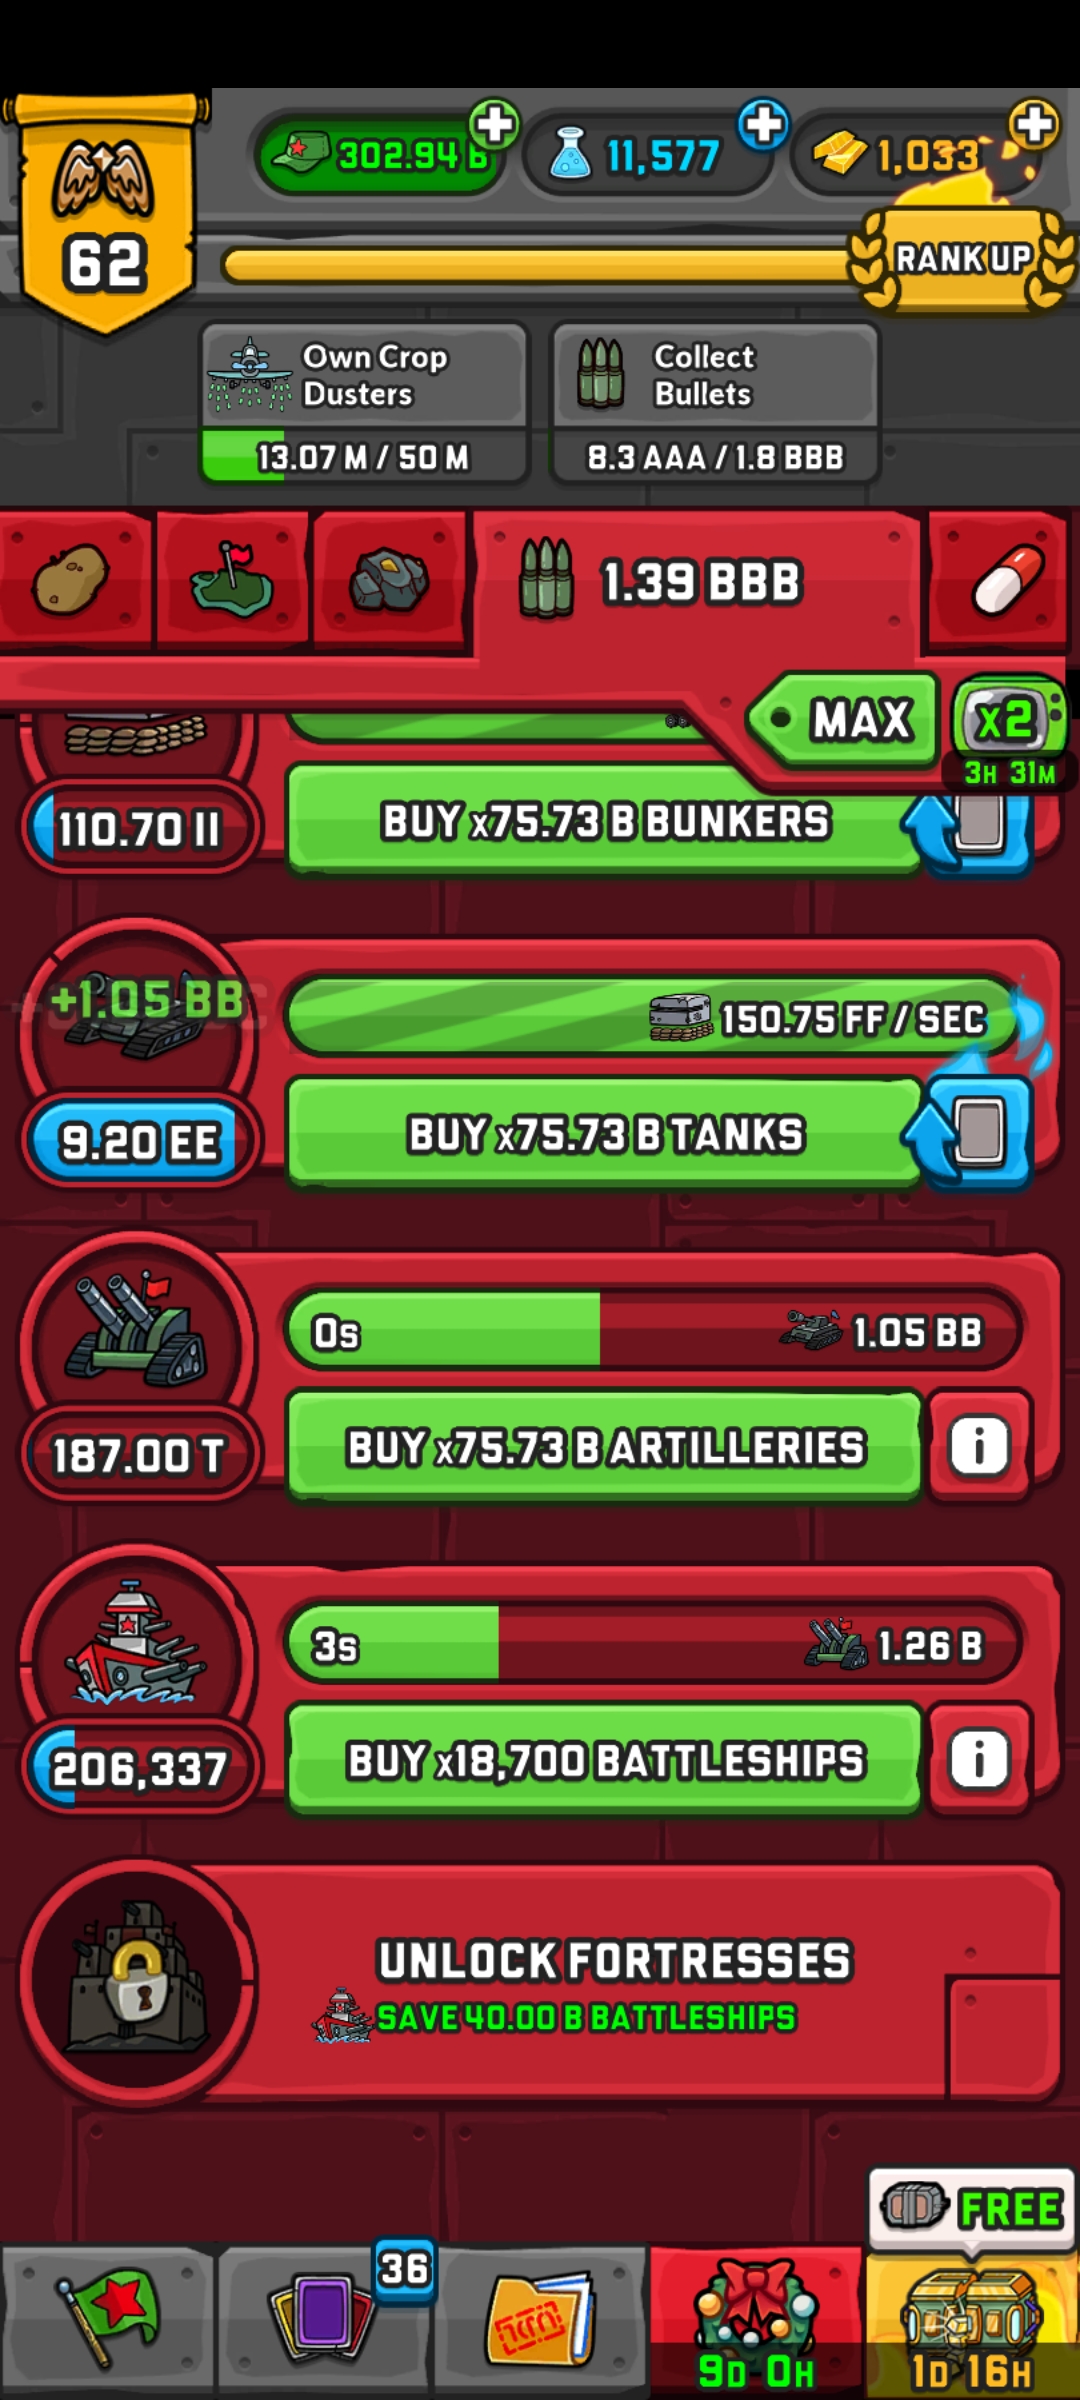 302.94 B
11,577
1,033
62
RANK UP
Own Crop
Dusters
13.07 M / 50 M
Collect
Bullets
8.3 AAA / 1.8 BBB
1.39 BBB
MAX
x2
3H 31M
110.70 II
BUY x75.73 B BUNKERS
+1.05 BB
150.75 FF / SEC
9.20 EE
BUY x75.73 B TANKS
0s
1.05 BB
187.00 T
BUY x75.73 B ARTILLERIES
i
3s
1.26 B
206,337
BUY x18,700 BATTLESHIPS
i
UNLOCK FORTRESSES
SAVE 40.00 B BATTLESHIPS
FREE
36
9D 0H
1D 16H